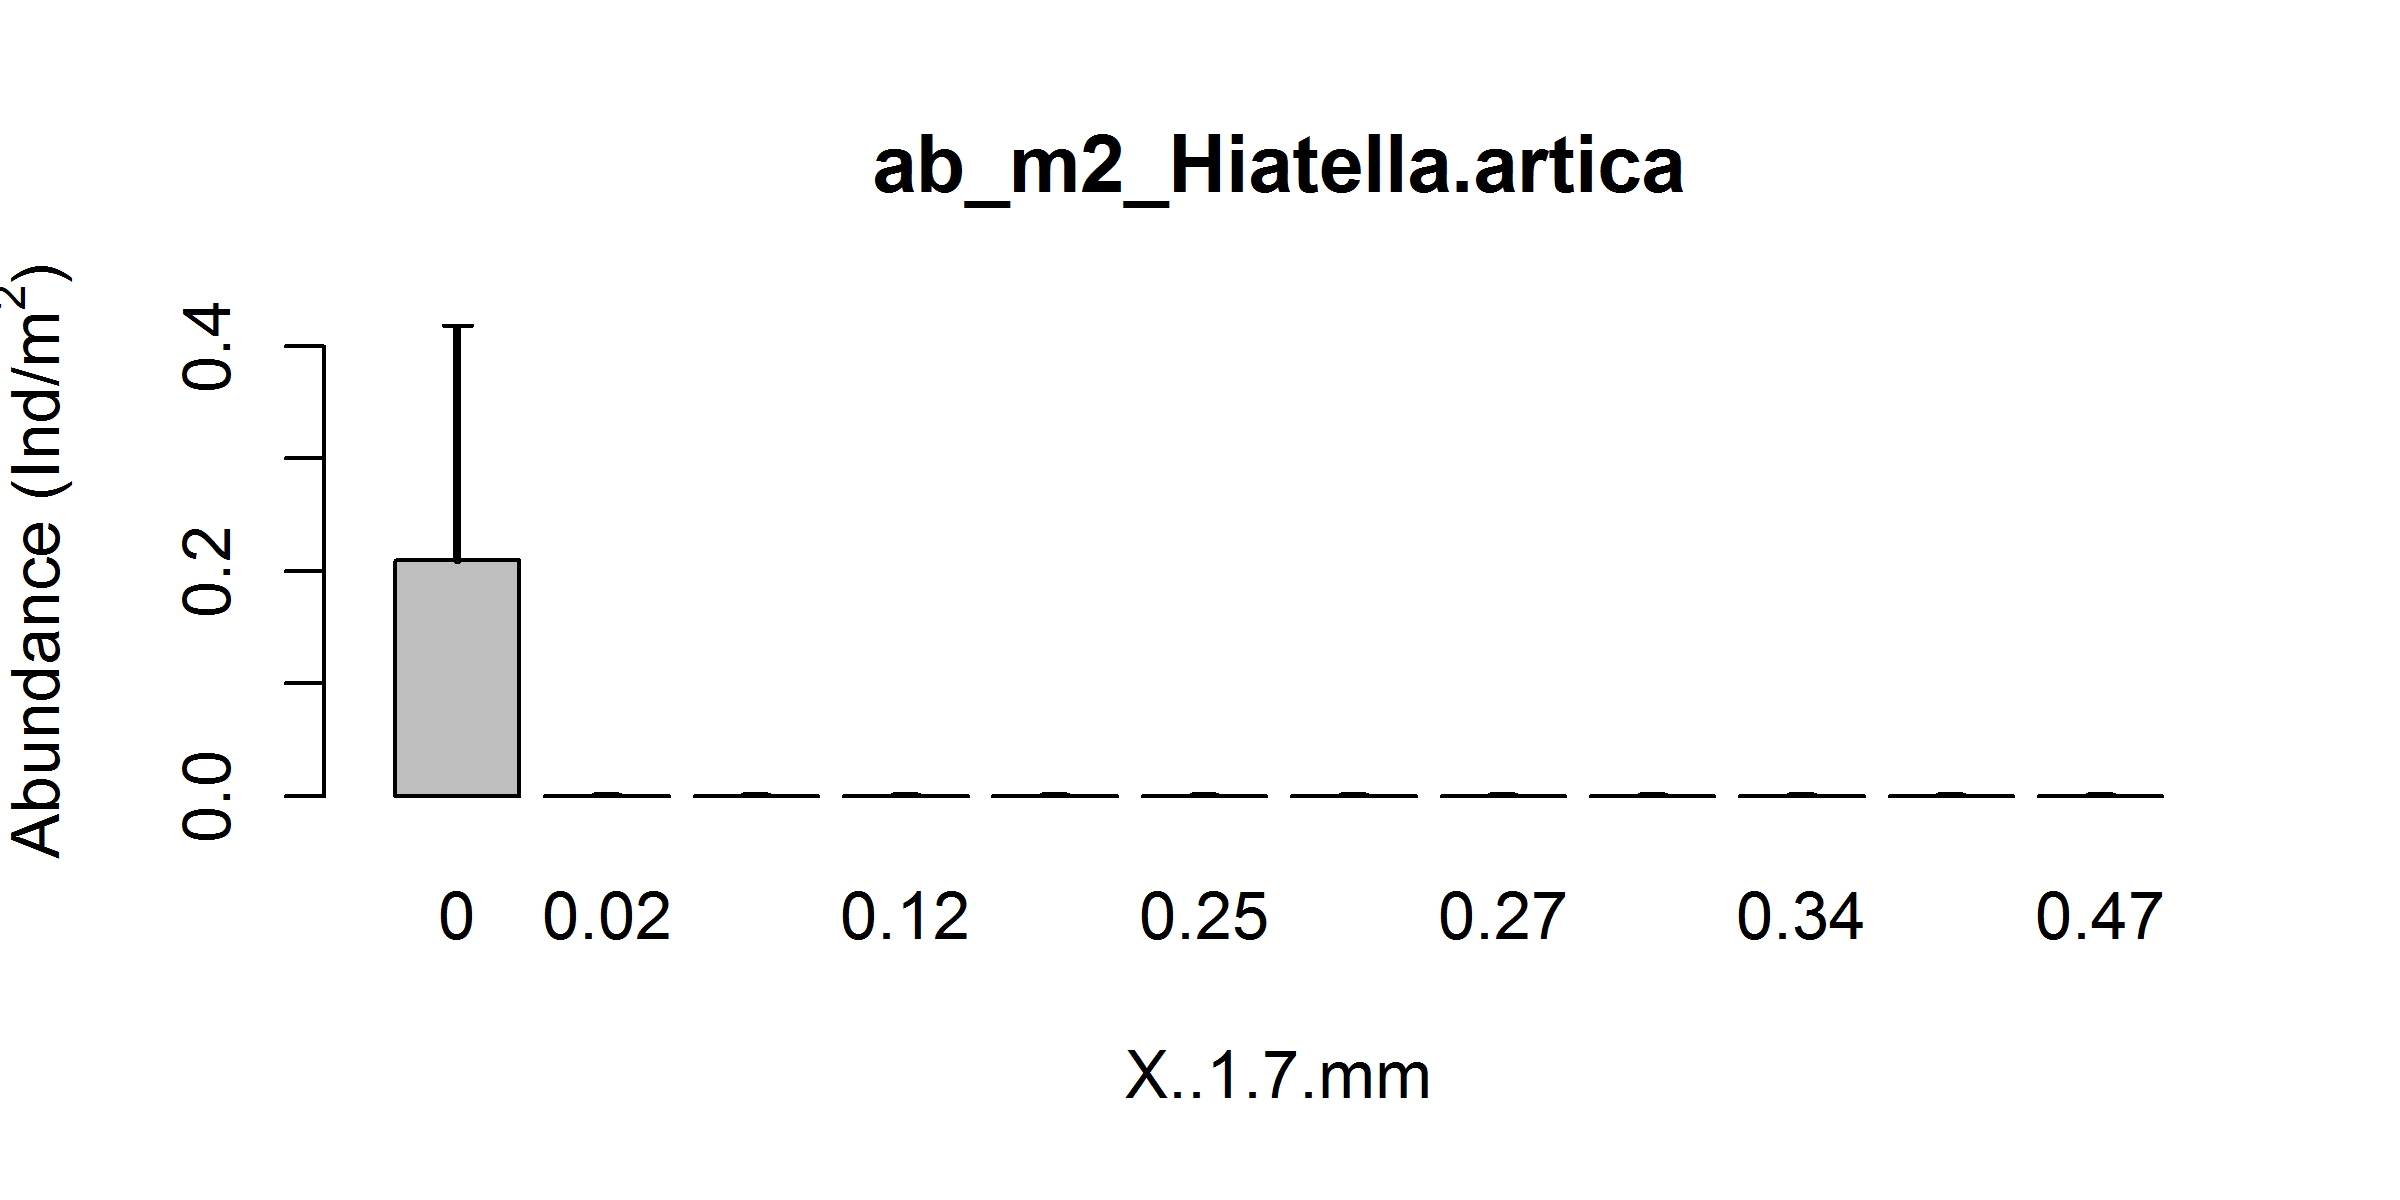 ab_m2_Hiatella.artica
Abundance (Ind/m2)
0.4
0.2
0.0
0 0.02 0.12 0.25 0.27 0.34 0.47
X..1.7.mm